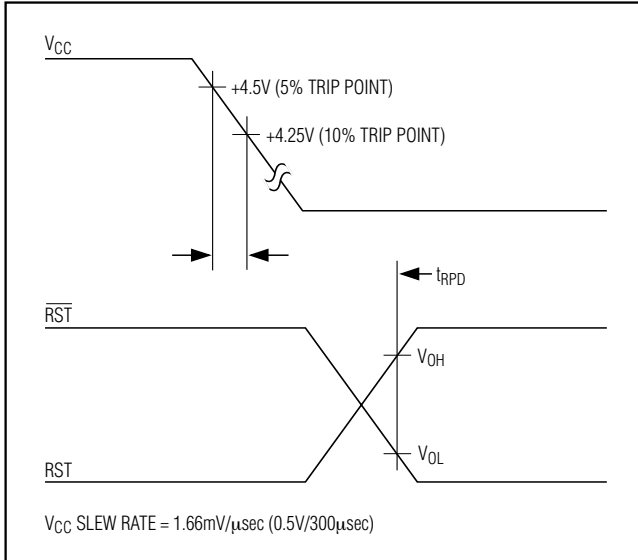 VCC
+4.5V (5% TRIP POINT)
+4.25V (10% TRIP POINT)
tRPD
R̅S̅T̅
VOH
VOL
RST
VCC SLEW RATE = 1.66mV/μsec (0.5V/300μsec)